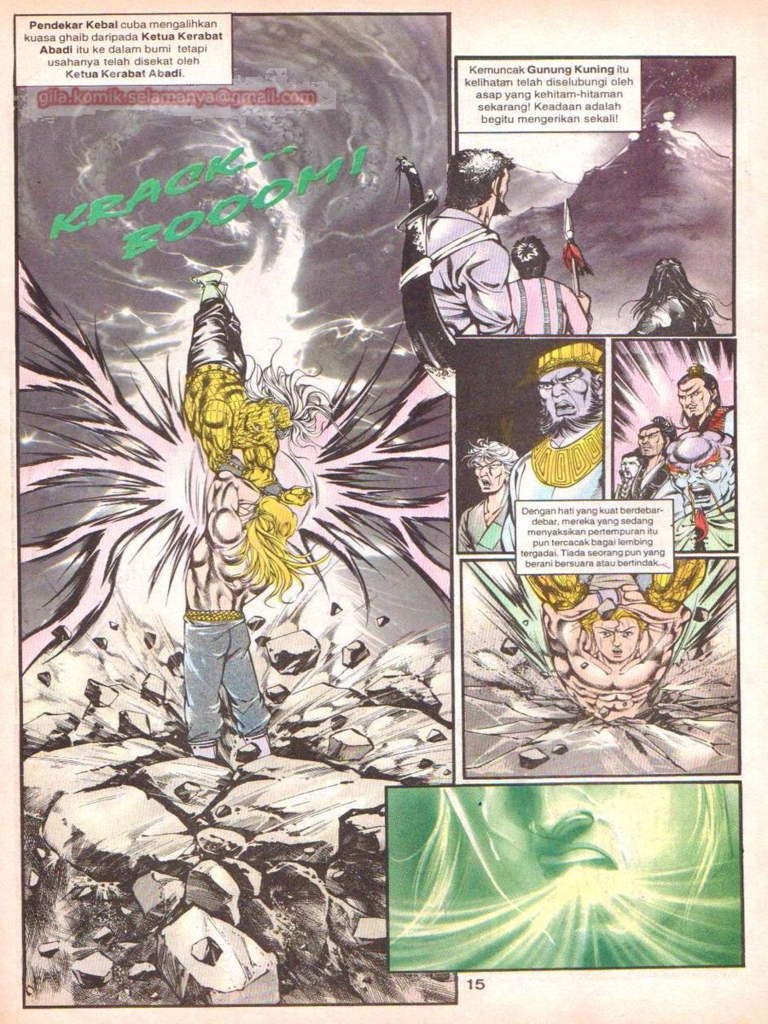 Pendekar Kebal cuba mengalihkan
kuasa ghaib daripada Ketua Kerabat
Abadi itu ke dalam bumi tetapi
usahanya telah disekat oleh
Ketua Kerabat Abadi.
gila.komik.selamanya@gmail.com
KRACK--
BOOOM!
Kemuncak Gunung Kuning itu
kelihatan telah diselubungi oleh
asap yang kehitam-hitaman
sekarang! Keadaan adalah
begitu mengerikan sekali!
Dengan hati yang kuat berdebar-
debar, mereka yang sedang
menyaksikan pertempuran itu
pun tercacak bagai lembing
tergadai. Tiada seorang pun yang
berani bersuara atau bertindak...
15